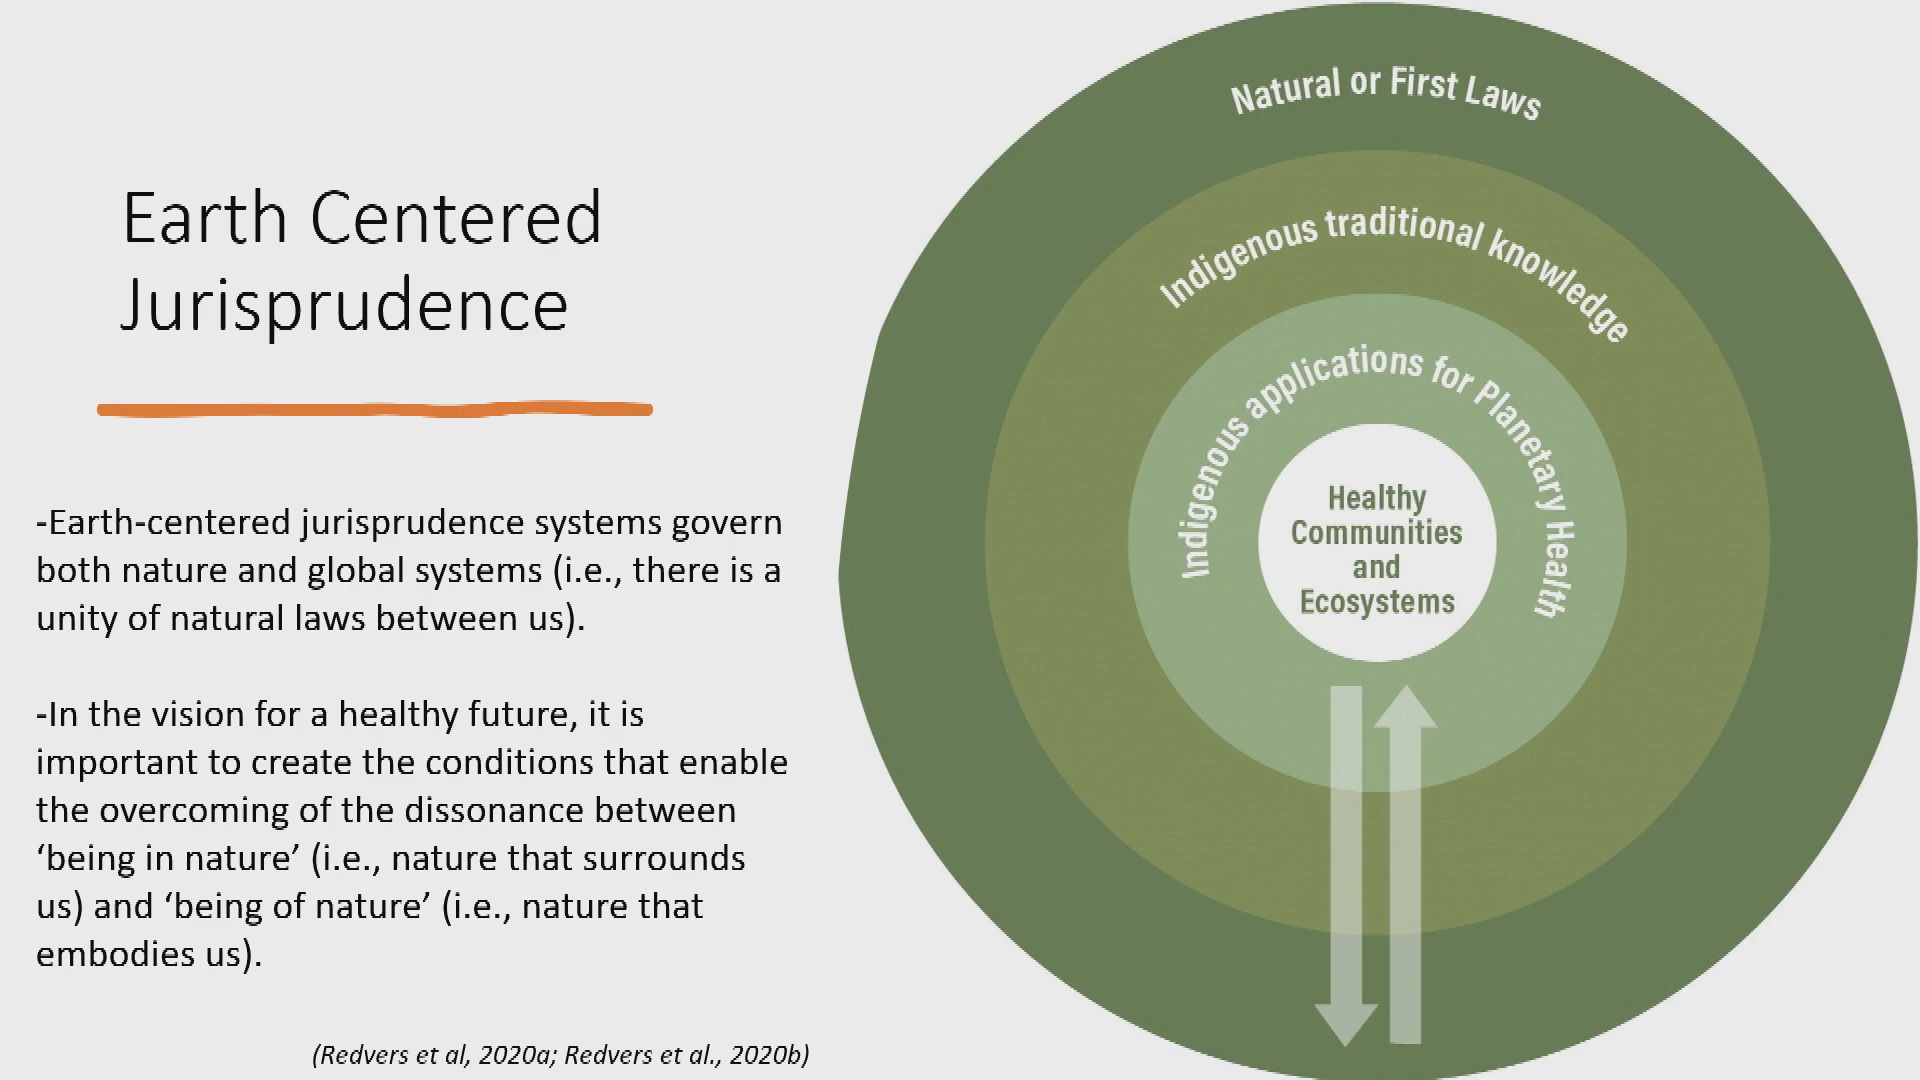 Earth Centered
Jurisprudence
-Earth-centered jurisprudence systems govern
both nature and global systems (i.e., there is a
unity of natural laws between us).
-In the vision for a healthy future, it is
important to create the conditions that enable
the overcoming of the dissonance between
‘being in nature’ (i.e., nature that surrounds
us) and ‘being of nature’ (i.e., nature that
embodies us).
(Redvers et al, 2020a; Redvers et al., 2020b)
Natural or First Laws
Indigenous traditional knowledge
Indigenous applications for Planetary Health
Healthy
Communities
and
Ecosystems